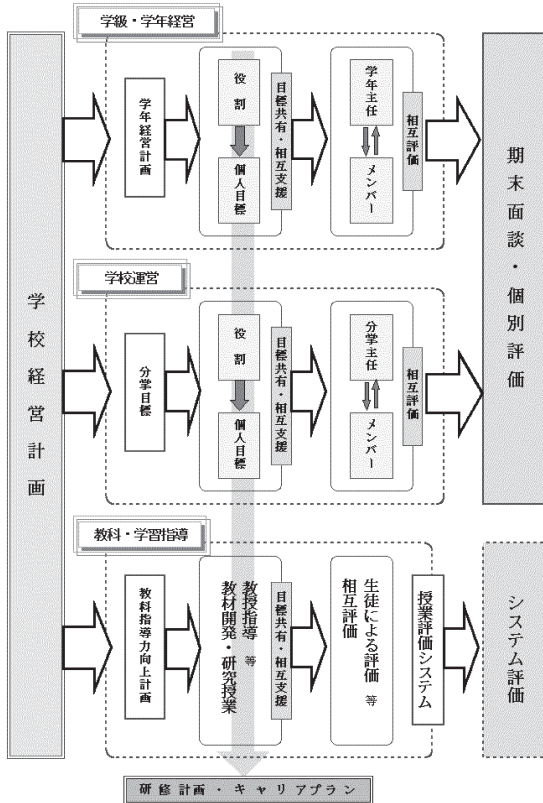 学校経営計画
学級・学年経営
学年経営計画
役割
個人目標
目標共有・相互支援
学年主任
メンバー
相互評価
期末面談・個別評価
学校運営
分掌目標
役割
個人目標
目標共有・相互支援
分掌主任
メンバー
相互評価
教科・学習指導
教科指導力向上計画
教授指導 等
教材開発・研究授業
目標共有・相互支援
生徒による評価 等
相互評価
授業評価システム
システム評価
研修計画・キャリアプラン